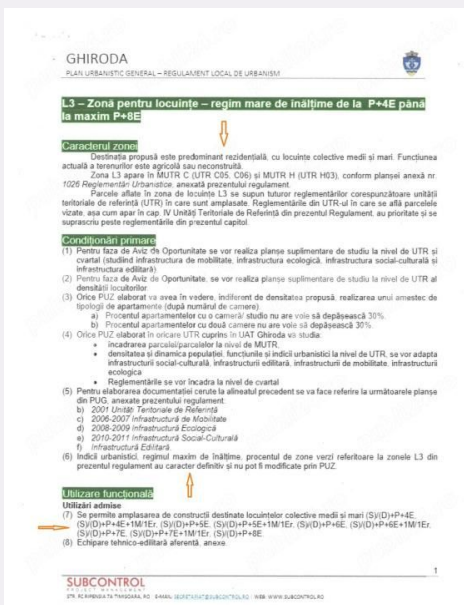 GHIRODA
PLAN URBANISTIC GENERAL – REGULAMENT LOCAL DE URBANISM
L3 – Zonă pentru locuințe – regim mare de inălțime de la P+4E până
la maxim P+8E
Caracterul zonei
Destinația propusă este predominant rezidențială, cu locuințe colective medii și mari. Funcțiunea
actuală a terenurilor este agricolă sau neconstruită.
Zona L3 apare în MUTR C (UTR C05, C06) și MUTR H (UTR H03), conform planșei anexă nr.
1026 Reglementări Urbanistice, anexată prezentului regulament.
Parcele aflate în zona de locuințe L3 se supun tuturor reglementărilor corespunzătoare unității
teritoriale de referință (UTR) în care sunt amplasate. Reglementările din UTR-ul în care se află parcelele
vizate, așa cum apar în cap. IV Unități Teritoriale de Referință din prezentul Regulament, au prioritate și se
suprascriu peste reglementările din prezentul capitol.
Condiționări primare
(1) Pentru faza de Aviz de Oportunitate se vor realiza planșe suplimentare de studiu la nivel de UTR și
cvartal (studiind infrastructura de mobilitate, infrastructura ecologică, infrastructura social-culturală și
infrastructura edilitară)
(2) Pentru faza de Aviz de Oportunitate, se vor realiza planșe suplimentare de studiu la nivel de UTR al
densității locuitorilor
(3) Orice PUZ elaborat va avea în vedere, indiferent de densitatea propusă, realizarea unui amestec de
tipologii de apartamente (după numărul de camere):
a) Procentul apartamentelor cu o cameră/ studio nu are voie să depășească 30%.
b) Procentul apartamentelor cu două camere nu are voie să depășească 30%.
(4) Orice PUZ elaborat în oricare UTR cuprins în UAT Ghiroda va studia:
• încadrarea parcelei/parcelelor la nivel de MUTR,
• densitatea și dinamica populației, funcțiunile și indicii urbanistici la nivel de UTR, se vor adapta
infrastructurii social-culturală, infrastructurii edilitară, infrastructurii de mobilitate, infrastructurii
ecologica
• Reglementările se vor încadra la nivel de cvartal
(5) Pentru elaborarea documentației cerute la alineatul precedent se va face referire la următoarele planșe
din PUG, anexate prezentului regulament:
b) 2001 Unități Teritoriale de Referință
c) 2006-2007 Infrastructură de Mobilitate
d) 2008-2009 Infrastructură Ecologică
e) 2010-2011 Infrastructură Social-Culturală
f) Infrastructură Edilitară.
(6) Indicii urbanistici, regimul maxim de înălțime, procentul de zone verzi referitoare la zonele L3 din
prezentul regulament au caracter definitiv și nu pot fi modificate prin PUZ.
Utilizare funcțională
Utilizări admise
(7) Se permite amplasarea de construcții destinate locuințelor colective medii și mari (S)/(D)+P+4E,
(S)/(D)+P+4E+1M/1Er, (S)/(D)+P+5E, (S)/(D)+P+5E+1M/1Er, (S)/(D)+P+6E, (S)/(D)+P+6E+1M/1Er,
(S)/(D)+P+7E, (S)/(D)+P+7E+1M/1Er, (S)/(D)+P+8E
(8) Echipare tehnico-edilitară aferentă, anexe.
1
SUBCONTROL
PROJECT MANAGEMENT